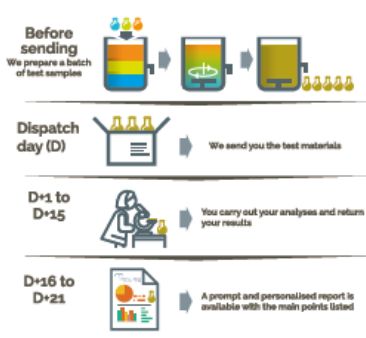 Before
sending
We prepare a batch
of test samples
Dispatch
day (D)
We send you the test materials
D+1 to
D+15
You carry out your analyses and return
your results
D+16 to
D+21
A prompt and personalised report is
available with the main points listed